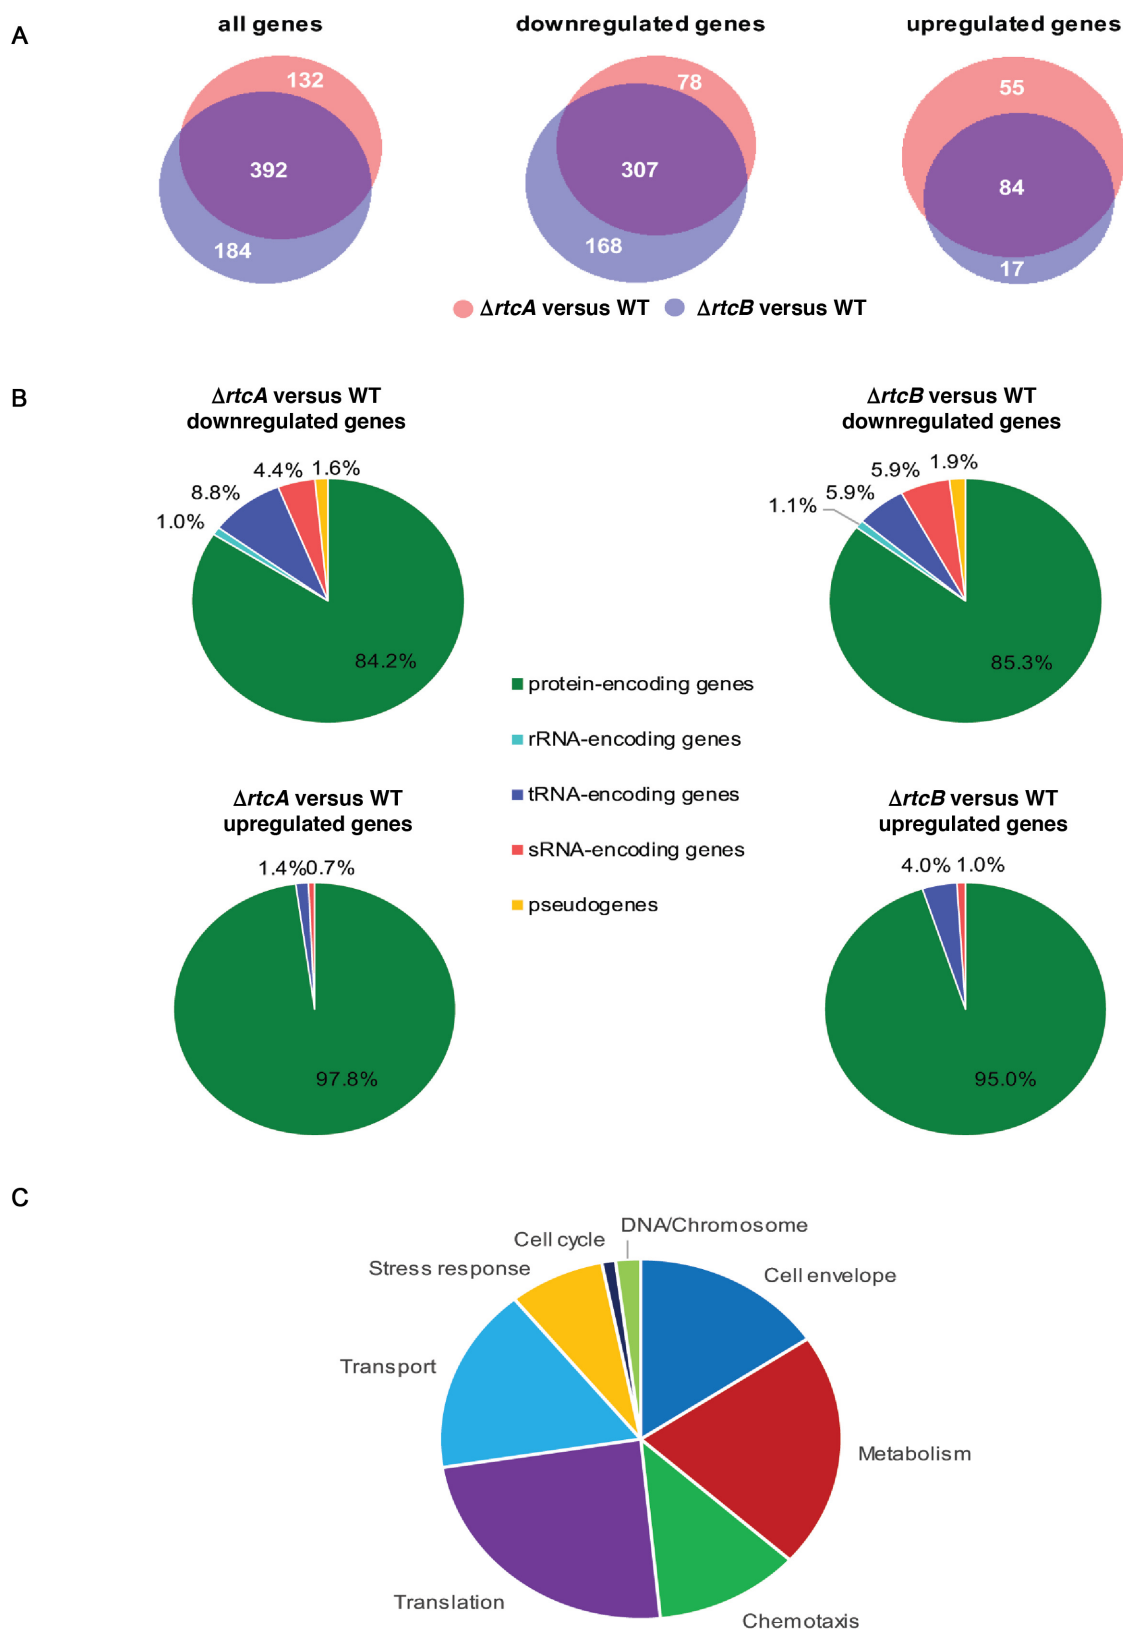 A
all genes
downregulated genes
upregulated genes
132
392
184
78
307
168
55
84
17
ΔrtcA versus WT
ΔrtcB versus WT
B
ΔrtcA versus WT
downregulated genes
84.2%
1.0%
8.8%
4.4%
1.6%
ΔrtcB versus WT
downregulated genes
85.3%
1.1%
5.9%
5.9%
1.9%
protein-encoding genes
rRNA-encoding genes
tRNA-encoding genes
sRNA-encoding genes
pseudogenes
ΔrtcA versus WT
upregulated genes
1.4%
0.7%
97.8%
ΔrtcB versus WT
upregulated genes
4.0%
1.0%
95.0%
C
DNA/Chromosome
Cell cycle
Stress response
Cell envelope
Transport
Metabolism
Translation
Chemotaxis